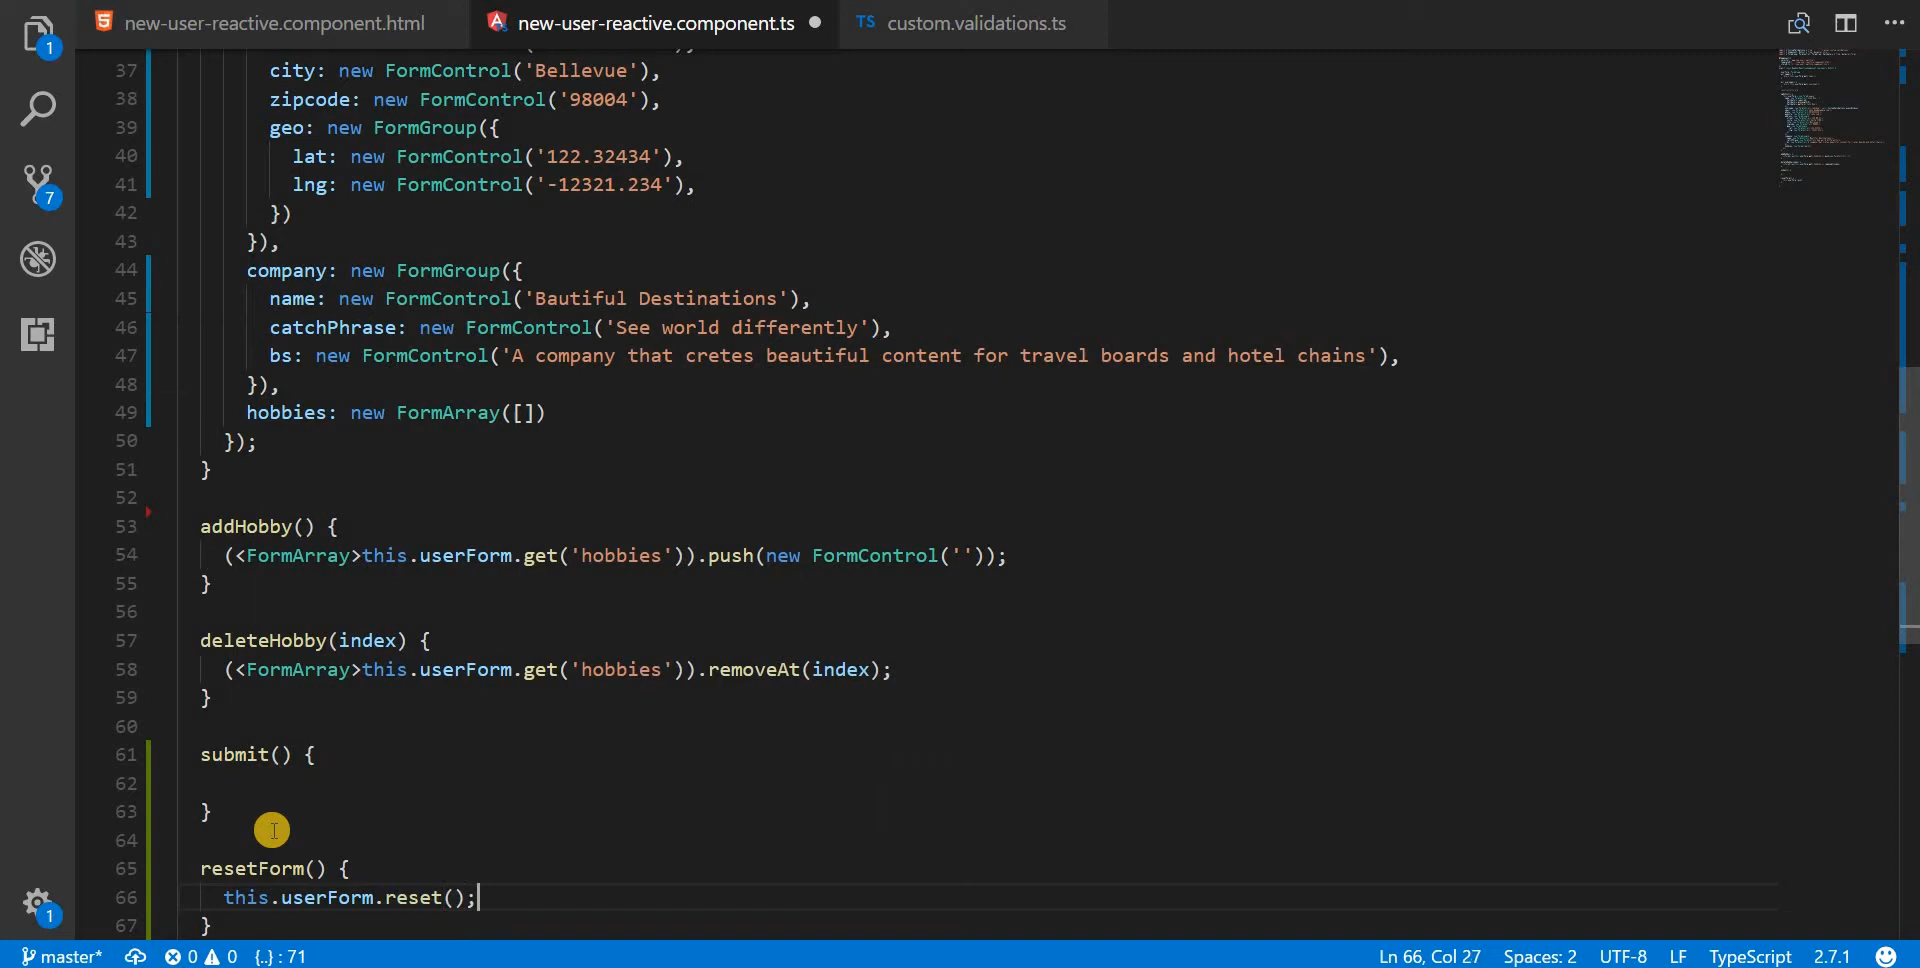 new-user-reactive.component.html
new-user-reactive.component.ts
TS custom.validations.ts
37 city: new FormControl('Bellevue'),
38 zipcode: new FormControl('98004'),
39 geo: new FormGroup({
40 lat: new FormControl('122.32434'),
41 lng: new FormControl('-12321.234'),
42 })
43 }),
44 company: new FormGroup({
45 name: new FormControl('Bautiful Destinations'),
46 catchPhrase: new FormControl('See world differently'),
47 bs: new FormControl('A company that cretes beautiful content for travel boards and hotel chains'),
48 }),
49 hobbies: new FormArray([])
50 });
51 }
52
53 addHobby() {
54 (<FormArray>this.userForm.get('hobbies')).push(new FormControl(''));
55 }
56
57 deleteHobby(index) {
58 (<FormArray>this.userForm.get('hobbies')).removeAt(index);
59 }
60
61 submit() {
62
63 }
64
65 resetForm() {
66 this.userForm.reset();
67 }
1
7
1
master* 0 0 {..} : 71 Ln 66, Col 27 Spaces: 2 UTF-8 LF TypeScript 2.7.1